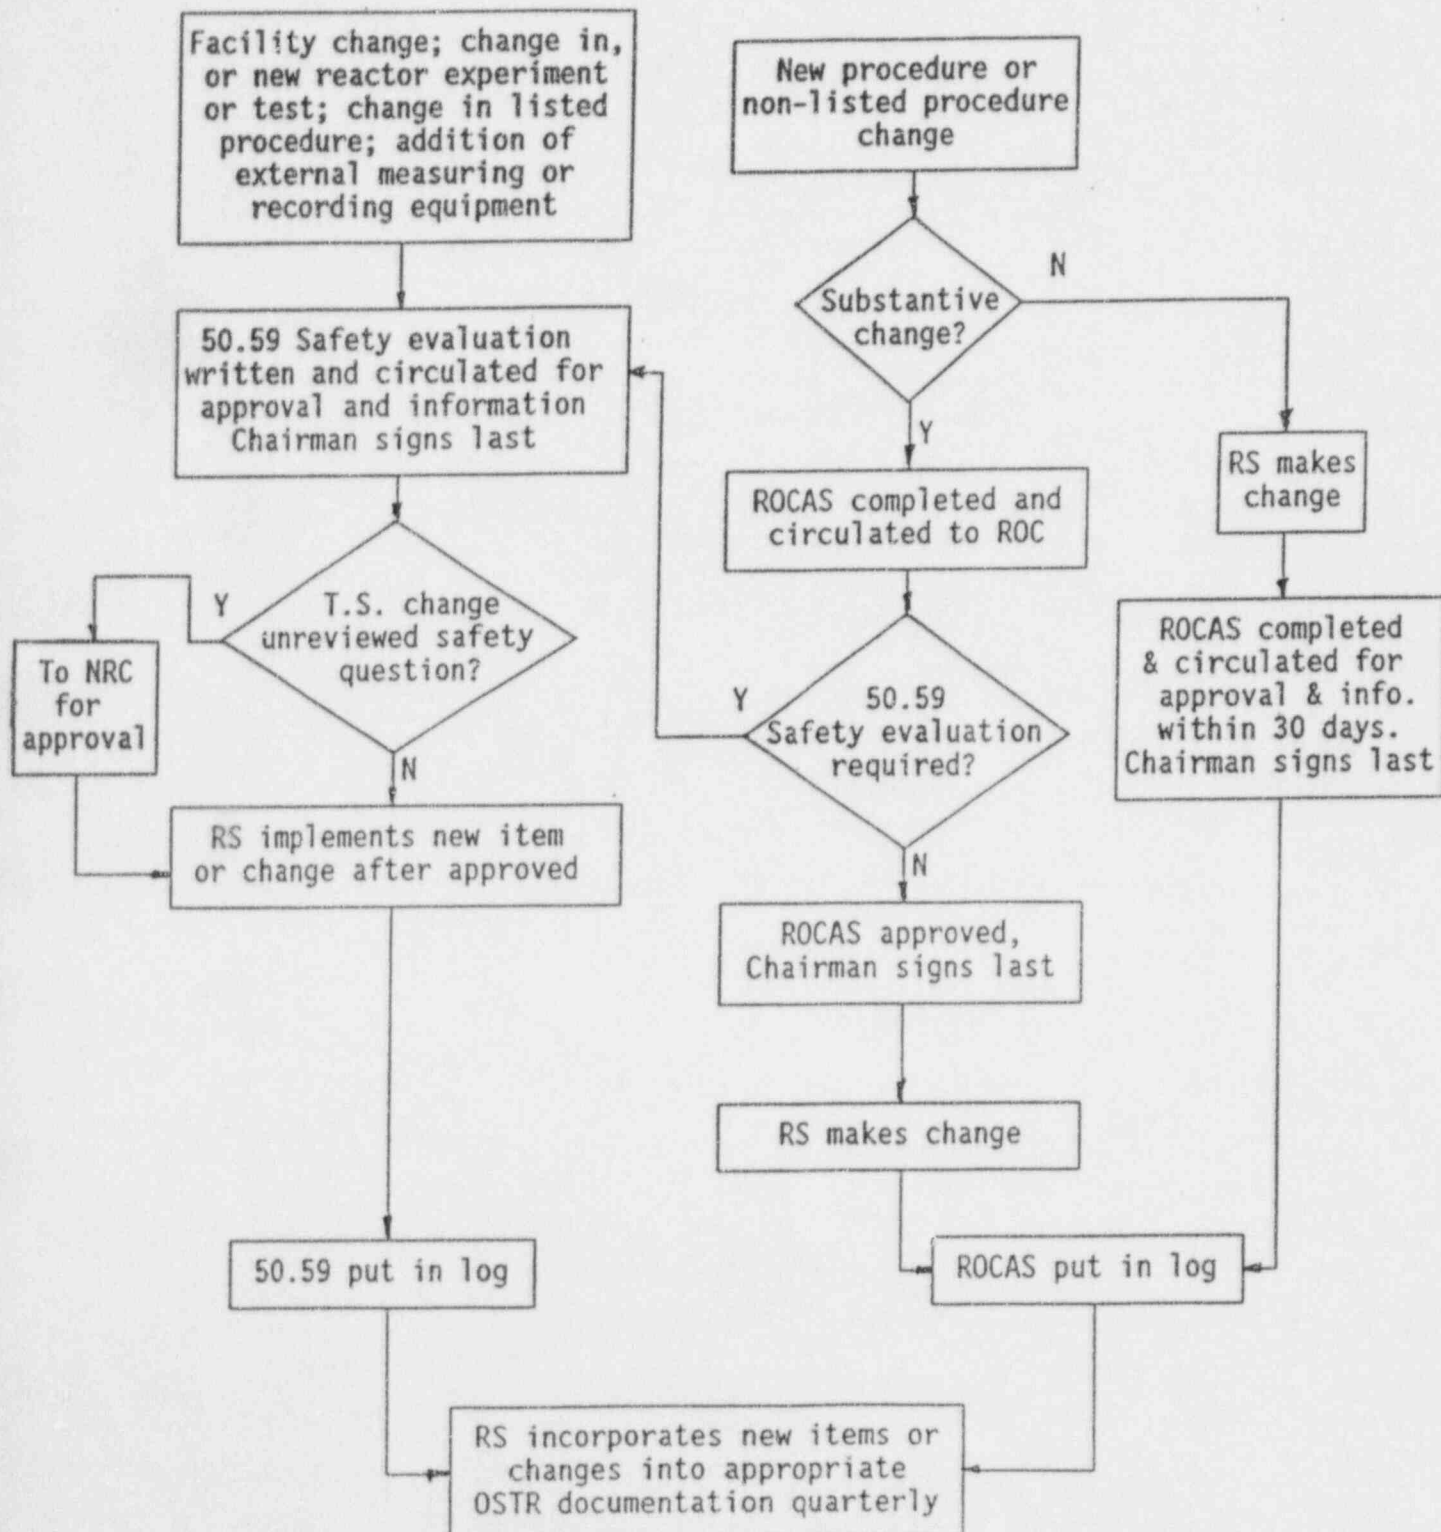 Facility change; change in,
or new reactor experiment
or test; change in listed
procedure; addition of
external measuring or
recording equipment
New procedure or
non-listed procedure
change
Substantive
change?
N
Y
50.59 Safety evaluation
written and circulated for
approval and information
Chairman signs last
ROCAS completed and
circulated to ROC
RS makes
change
T.S. change
unreviewed safety
question?
Y
N
To NRC
for
approval
50.59
Safety evaluation
required?
Y
N
ROCAS completed
& circulated for
approval & info.
within 30 days.
Chairman signs last
RS implements new item
or change after approved
ROCAS approved,
Chairman signs last
RS makes change
50.59 put in log
ROCAS put in log
RS incorporates new items or
changes into appropriate
OSTR documentation quarterly